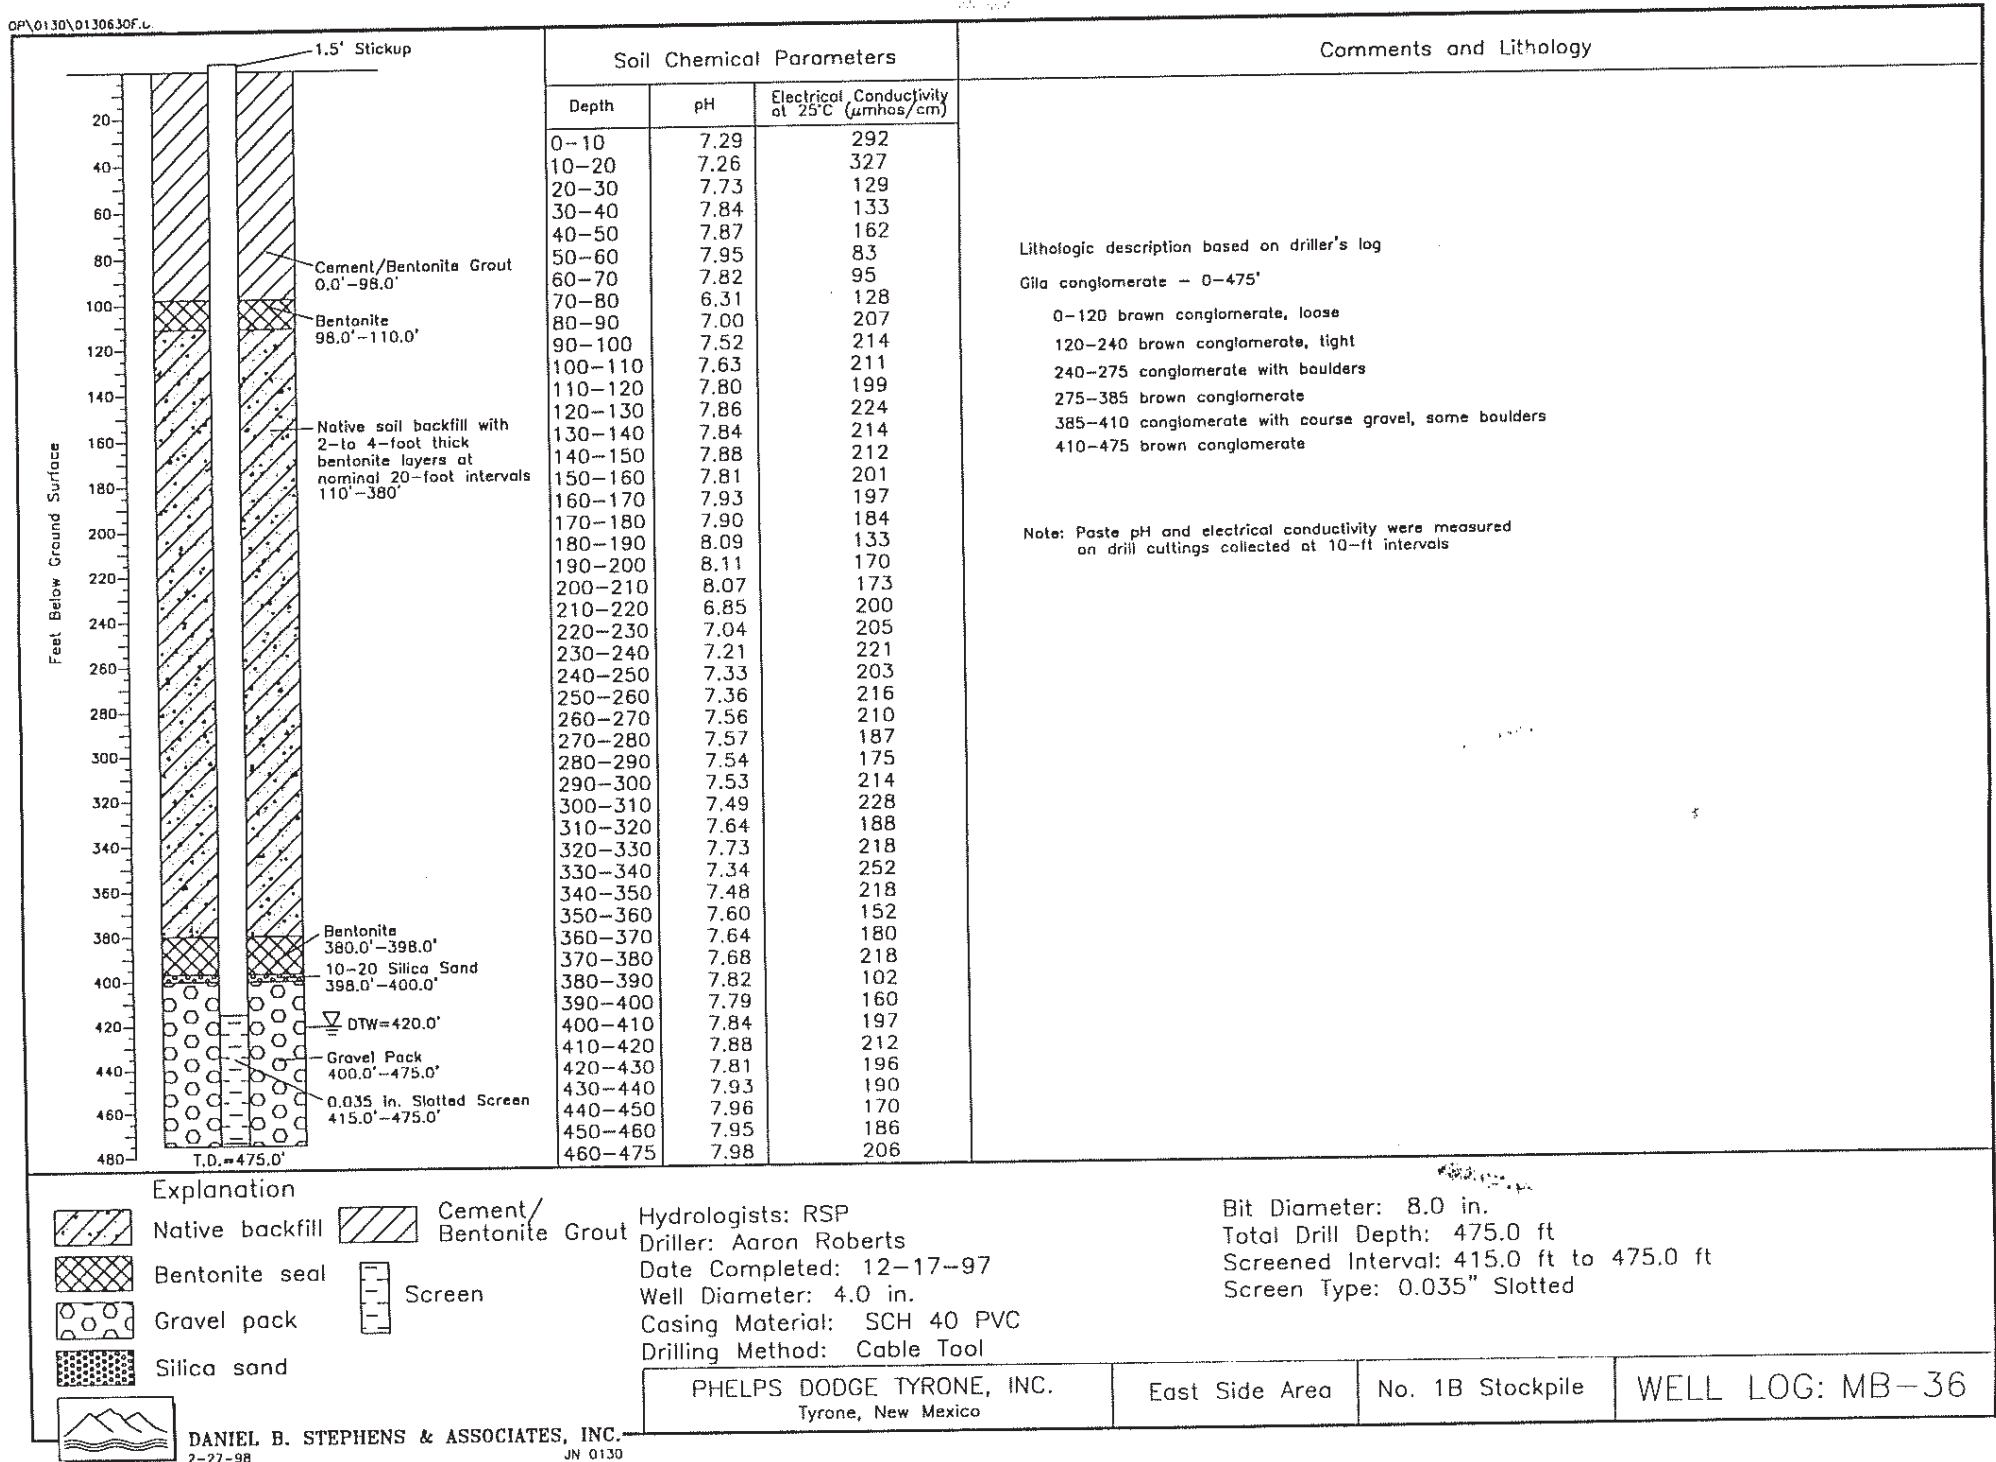 OP\0130\0130630F.D
1.5' Stickup
Cement/Bentonite Grout
0.0'-98.0'
Bentonite
98.0'-110.0'
Native soil backfill with
2-to 4-foot thick
bentonite layers at
nominal 20-foot intervals
110'-380'
Bentonite
380.0'-398.0'
10-20 Silica Sand
398.0'-400.0'
DTW=420.0'
Gravel Pack
400.0'-475.0'
0.035 in. Slotted Screen
415.0'-475.0'
T.D.=475.0'
Feet Below Ground Surface
20
40
60
80
100
120
140
160
180
200
220
240
260
280
300
320
340
360
380
400
420
440
460
480
Soil Chemical Parameters
Depth pH Electrical Conductivity
at 25°C (µmhos/cm)
0-10 7.29 292
10-20 7.26 327
20-30 7.73 129
30-40 7.84 133
40-50 7.87 162
50-60 7.95 83
60-70 7.82 95
70-80 6.31 128
80-90 7.00 207
90-100 7.52 214
100-110 7.63 211
110-120 7.80 199
120-130 7.86 224
130-140 7.84 214
140-150 7.88 212
150-160 7.81 201
160-170 7.93 197
170-180 7.90 184
180-190 8.09 133
190-200 8.11 170
200-210 8.07 173
210-220 6.85 200
220-230 7.04 205
230-240 7.21 221
240-250 7.33 203
250-260 7.36 216
260-270 7.56 210
270-280 7.57 187
280-290 7.54 175
290-300 7.53 214
300-310 7.49 228
310-320 7.64 188
320-330 7.73 218
330-340 7.34 252
340-350 7.48 218
350-360 7.60 152
360-370 7.64 180
370-380 7.68 218
380-390 7.82 102
390-400 7.79 160
400-410 7.84 197
410-420 7.88 212
420-430 7.81 196
430-440 7.93 190
440-450 7.96 170
450-460 7.95 186
460-475 7.98 206
Comments and Lithology
Lithologic description based on driller's log
Gila conglomerate - 0-475'
0-120 brown conglomerate, loose
120-240 brown conglomerate, tight
240-275 conglomerate with boulders
275-385 brown conglomerate
385-410 conglomerate with course gravel, some boulders
410-475 brown conglomerate
Note: Paste pH and electrical conductivity were measured
on drill cuttings collected at 10-ft intervals
Explanation
Native backfill
Cement/
Bentonite Grout
Bentonite seal
Screen
Gravel pack
Silica sand
Hydrologists: RSP
Driller: Aaron Roberts
Date Completed: 12-17-97
Well Diameter: 4.0 in.
Casing Material: SCH 40 PVC
Drilling Method: Cable Tool
Bit Diameter: 8.0 in.
Total Drill Depth: 475.0 ft
Screened Interval: 415.0 ft to 475.0 ft
Screen Type: 0.035" Slotted
PHELPS DODGE TYRONE, INC.
Tyrone, New Mexico
East Side Area
No. 1B Stockpile
WELL LOG: MB-36
DANIEL B. STEPHENS & ASSOCIATES, INC.
2-27-98 JN 0130